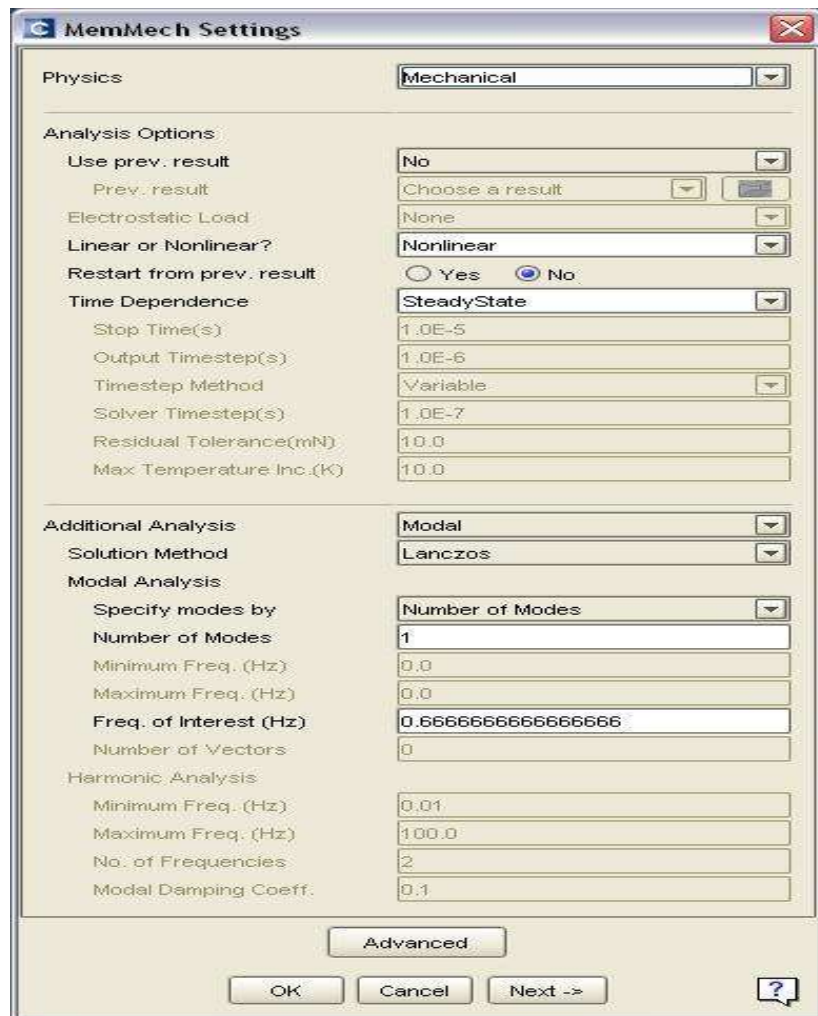 MemMech Settings
Physics Mechanical
Analysis Options
Use prev. result No
Prev. result Choose a result
Electrostatic Load None
Linear or Nonlinear? Nonlinear
Restart from prev. result Yes No
Time Dependence SteadyState
Stop Time(s) 1.0E-5
Output Timestep(s) 1.0E-6
Timestep Method Variable
Solver Timestep(s) 1.0E-7
Residual Tolerance(mN) 10.0
Max Temperature Inc.(K) 10.0
Additional Analysis Modal
Solution Method Lanczos
Modal Analysis
Specify modes by Number of Modes
Number of Modes 1
Minimum Freq. (Hz) 0.0
Maximum Freq. (Hz) 0.0
Freq. of Interest (Hz) 0.6666666666666666
Number of Vectors 0
Harmonic Analysis
Minimum Freq. (Hz) 0.01
Maximum Freq. (Hz) 100.0
No. of Frequencies 2
Modal Damping Coeff. 0.1
Advanced
OK Cancel Next ->
?